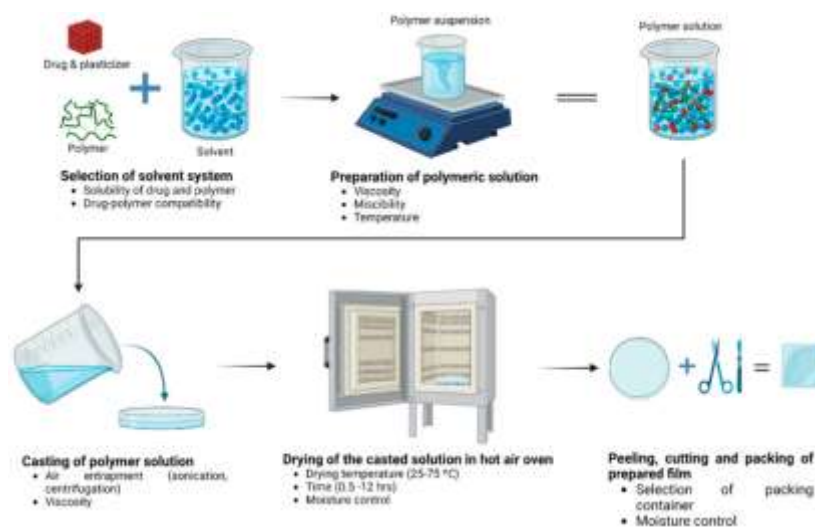 Drug & plasticizer
Polymer
Solvent
Selection of solvent system
• Solubility of drug and polymer
• Drug-polymer compatibility
Polymer suspension
Preparation of polymeric solution
• Viscosity
• Miscibility
• Temperature
Polymer solution
Casting of polymer solution
• Air entrapment (sonication,
centrifugation)
• Viscosity
Drying of the casted solution in hot air oven
• Drying temperature (25-75 ºC)
• Time (0.5 -12 hrs)
• Moisture control
Peeling, cutting and packing of
prepared film
• Selection of packing
container
• Moisture control